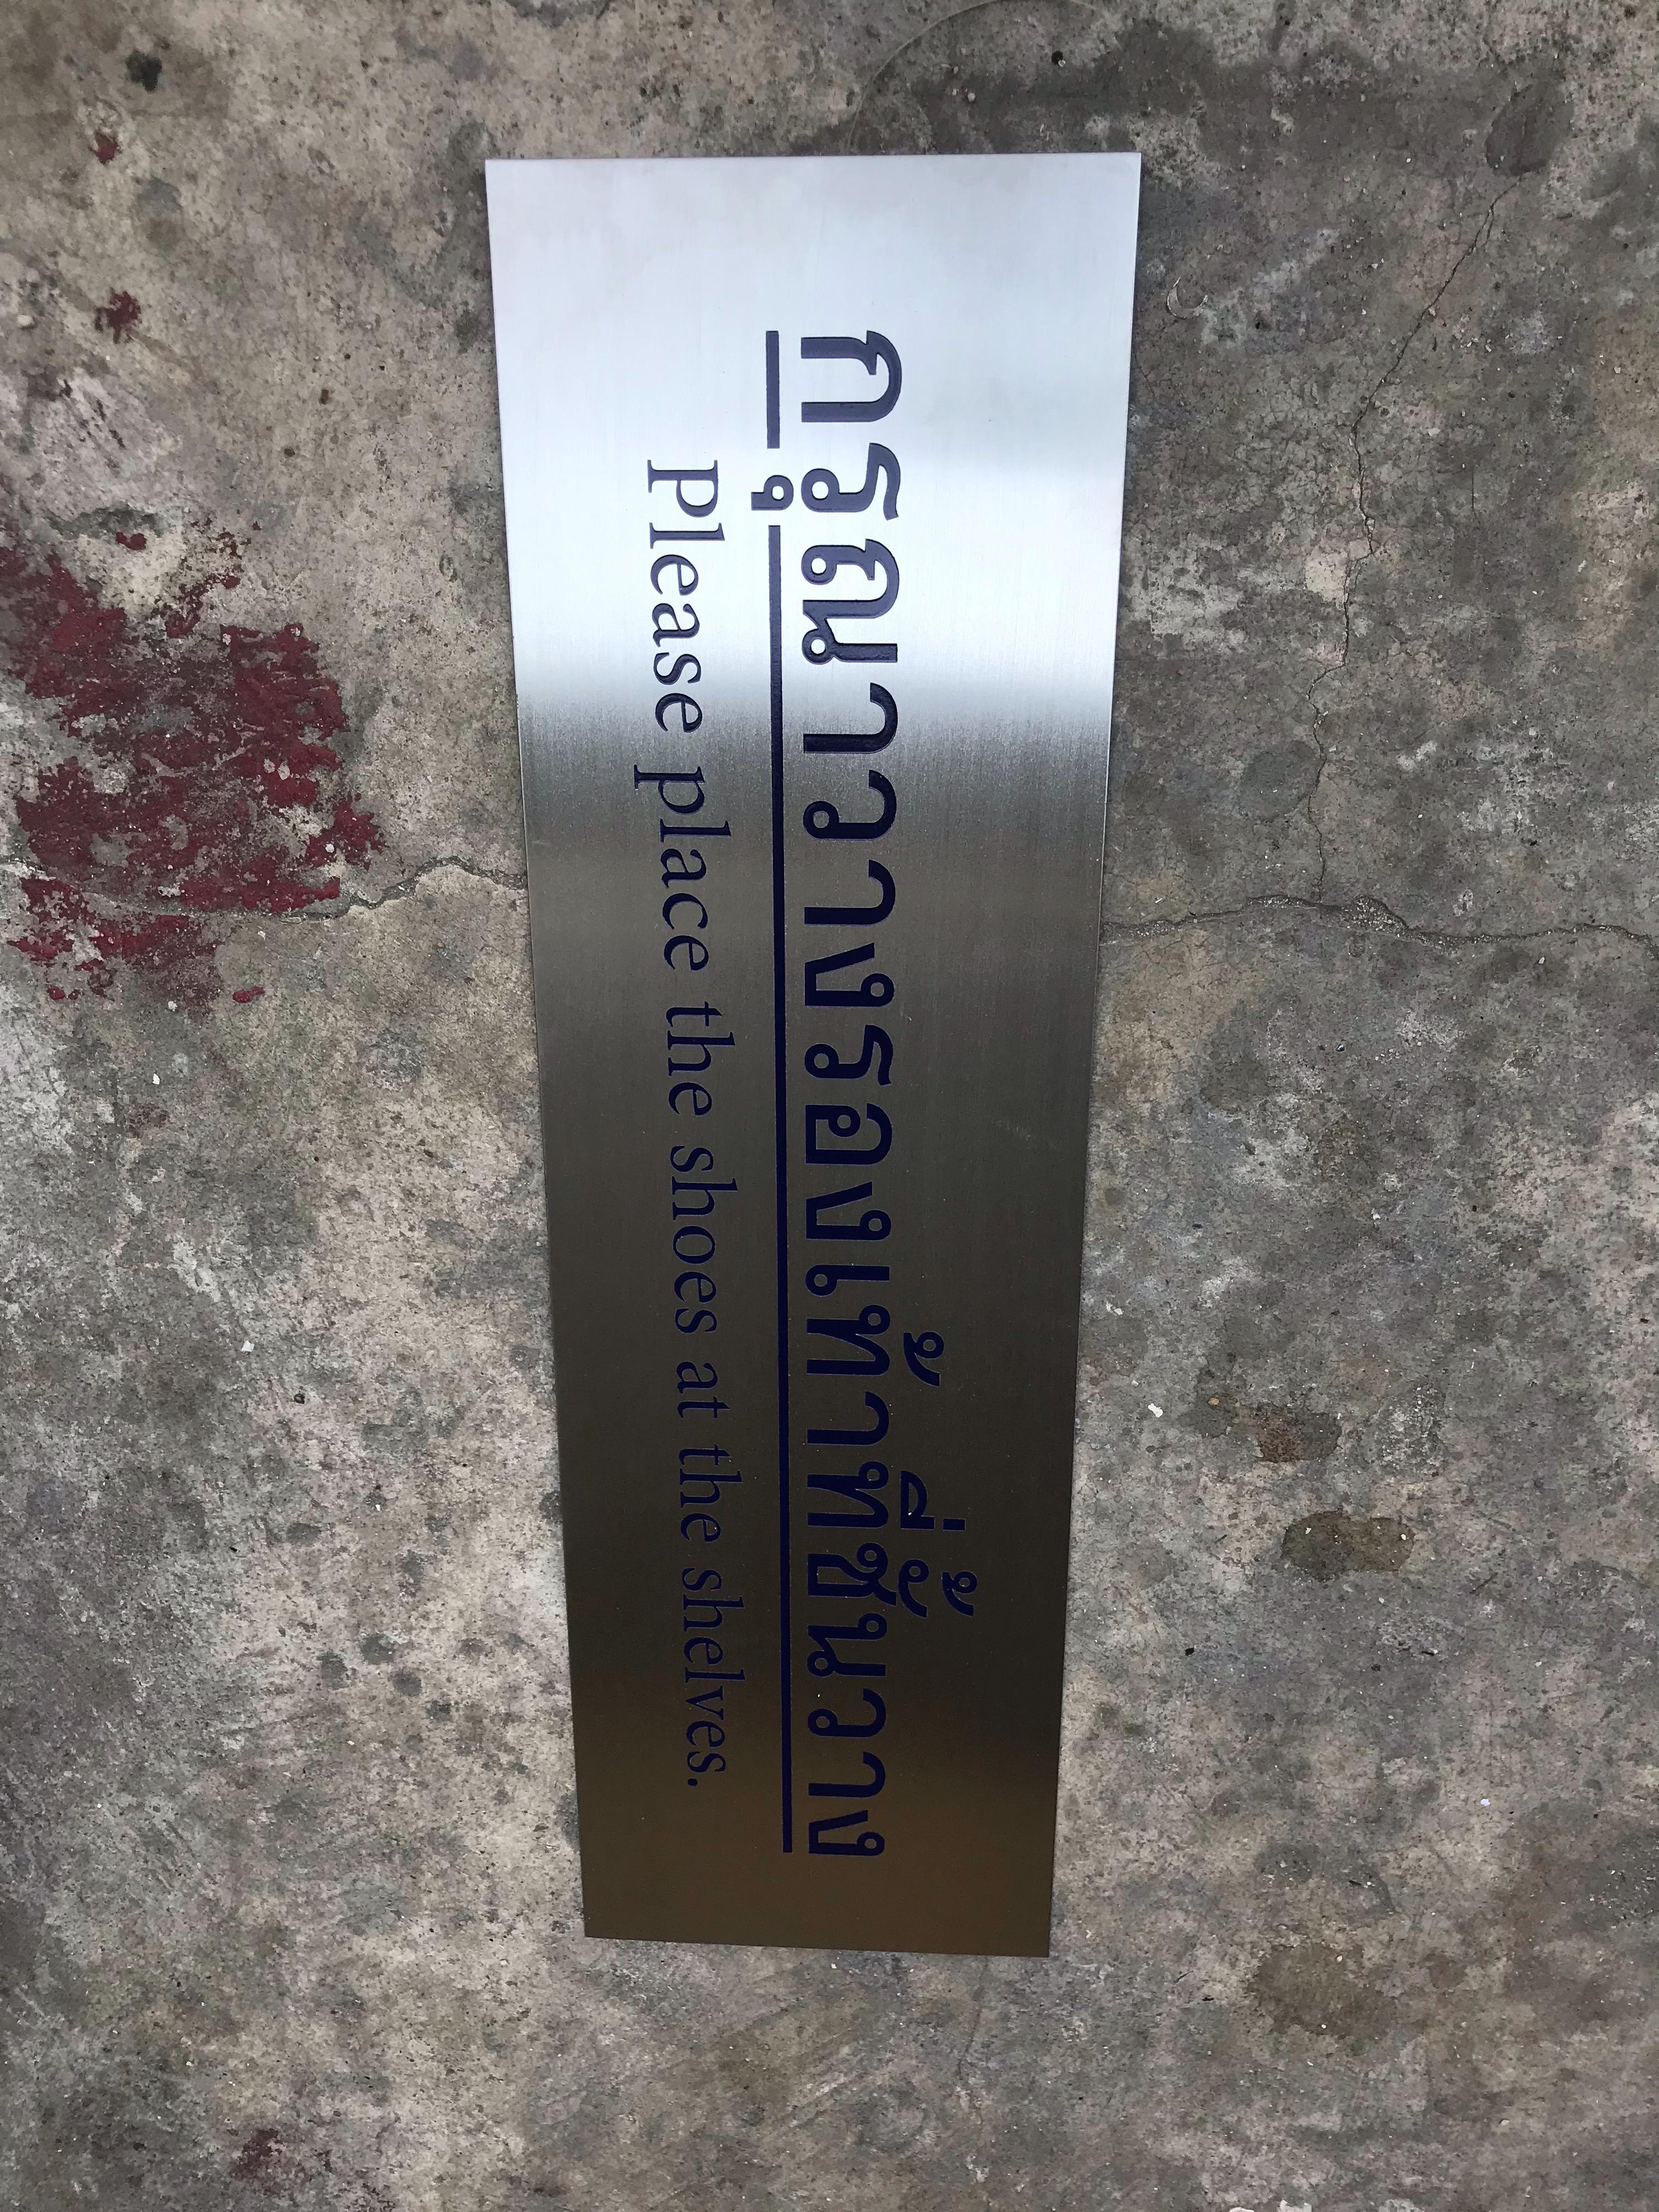 กรุณาวางรองเท้าที่ชั้นวาง
Please place the shoes at the shelves.